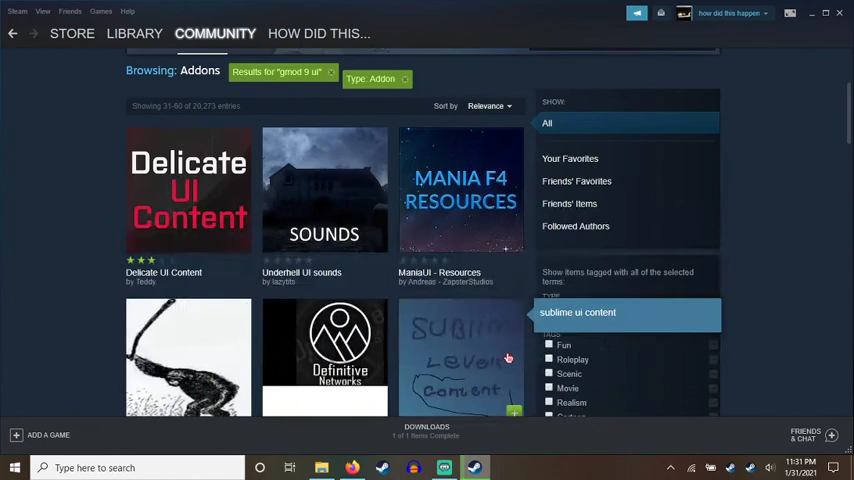 Steam View Friends Games Help
how did this happen
STORE LIBRARY COMMUNITY HOW DID THIS...
Browsing: Addons Results for "gmod 9 ui" Type: Addon
Showing 31-60 of 20,273 entries Sort by Relevance
SHOW:
All
Your Favorites
Friends' Favorites
Friends' Items
Followed Authors
Delicate
UI
Content
SOUNDS
MANIA F4
RESOURCES
Delicate UI Content
by Teddy
Underhell UI sounds
by lazytits
ManiaUI - Resources
by Andreas - ZapsterStudios
Show items tagged with all of the selected
terms:
TYPE
sublime ui content
TAGS
Fun
Roleplay
Scenic
Movie
Realism
Definitive
Networks
SUBLIME
Levels
Content
ADD A GAME
DOWNLOADS
1 of 1 Items Complete
FRIENDS
& CHAT
Type here to search
11:31 PM
1/31/2021